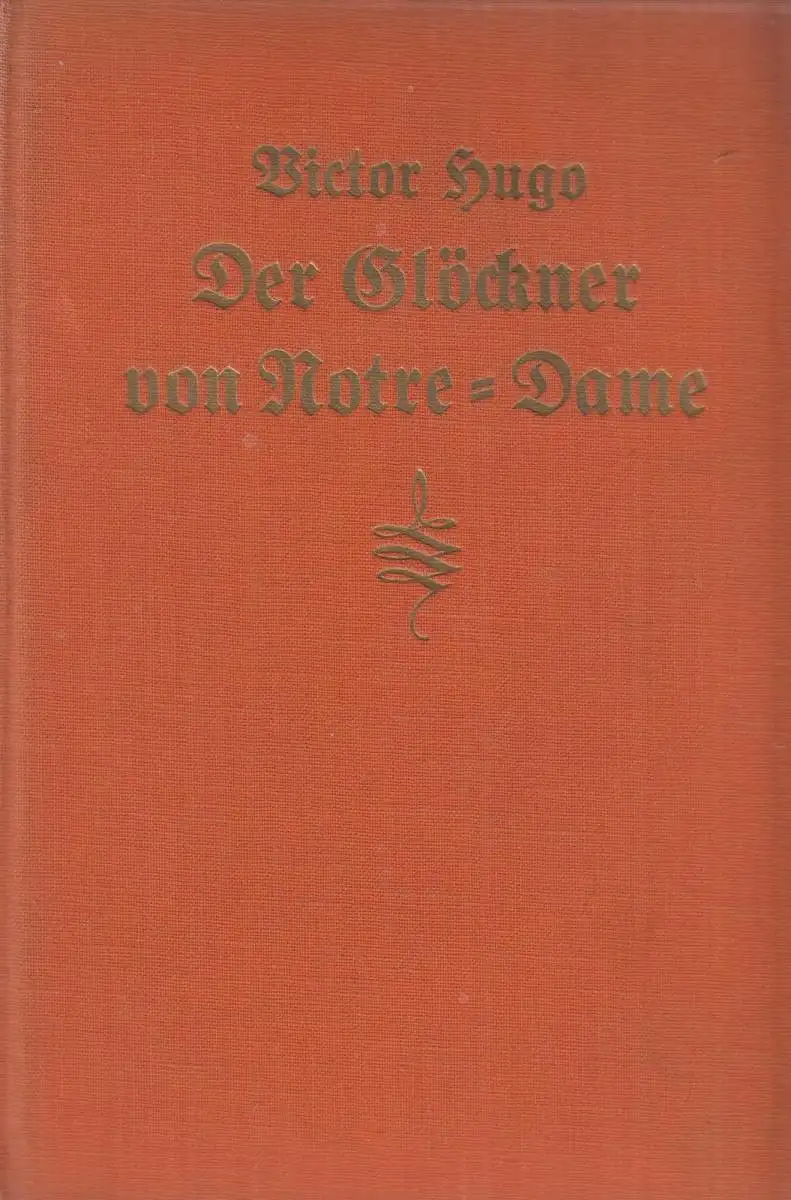 Victor Hugo
Der Glöckner
von Notre=Dame